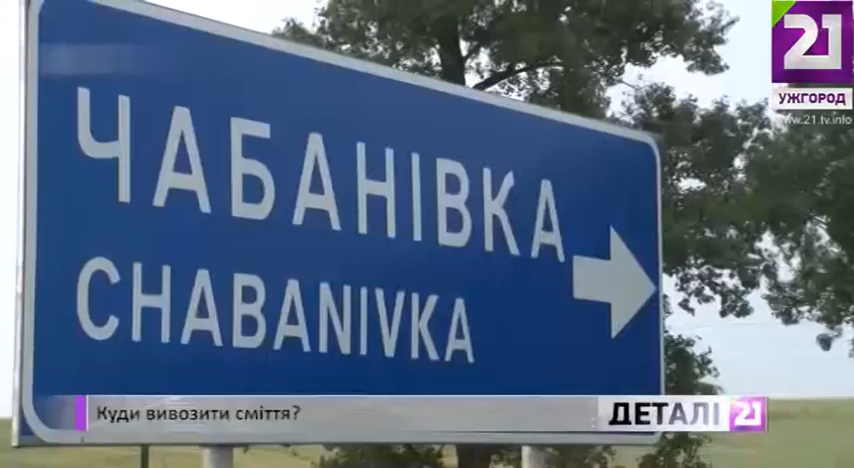 ЧАБАНІВКА
CHABANIVKA
21
УЖГОРОД
www.21.tv.info
Куди вивозити сміття?
ДЕТАЛІ 21